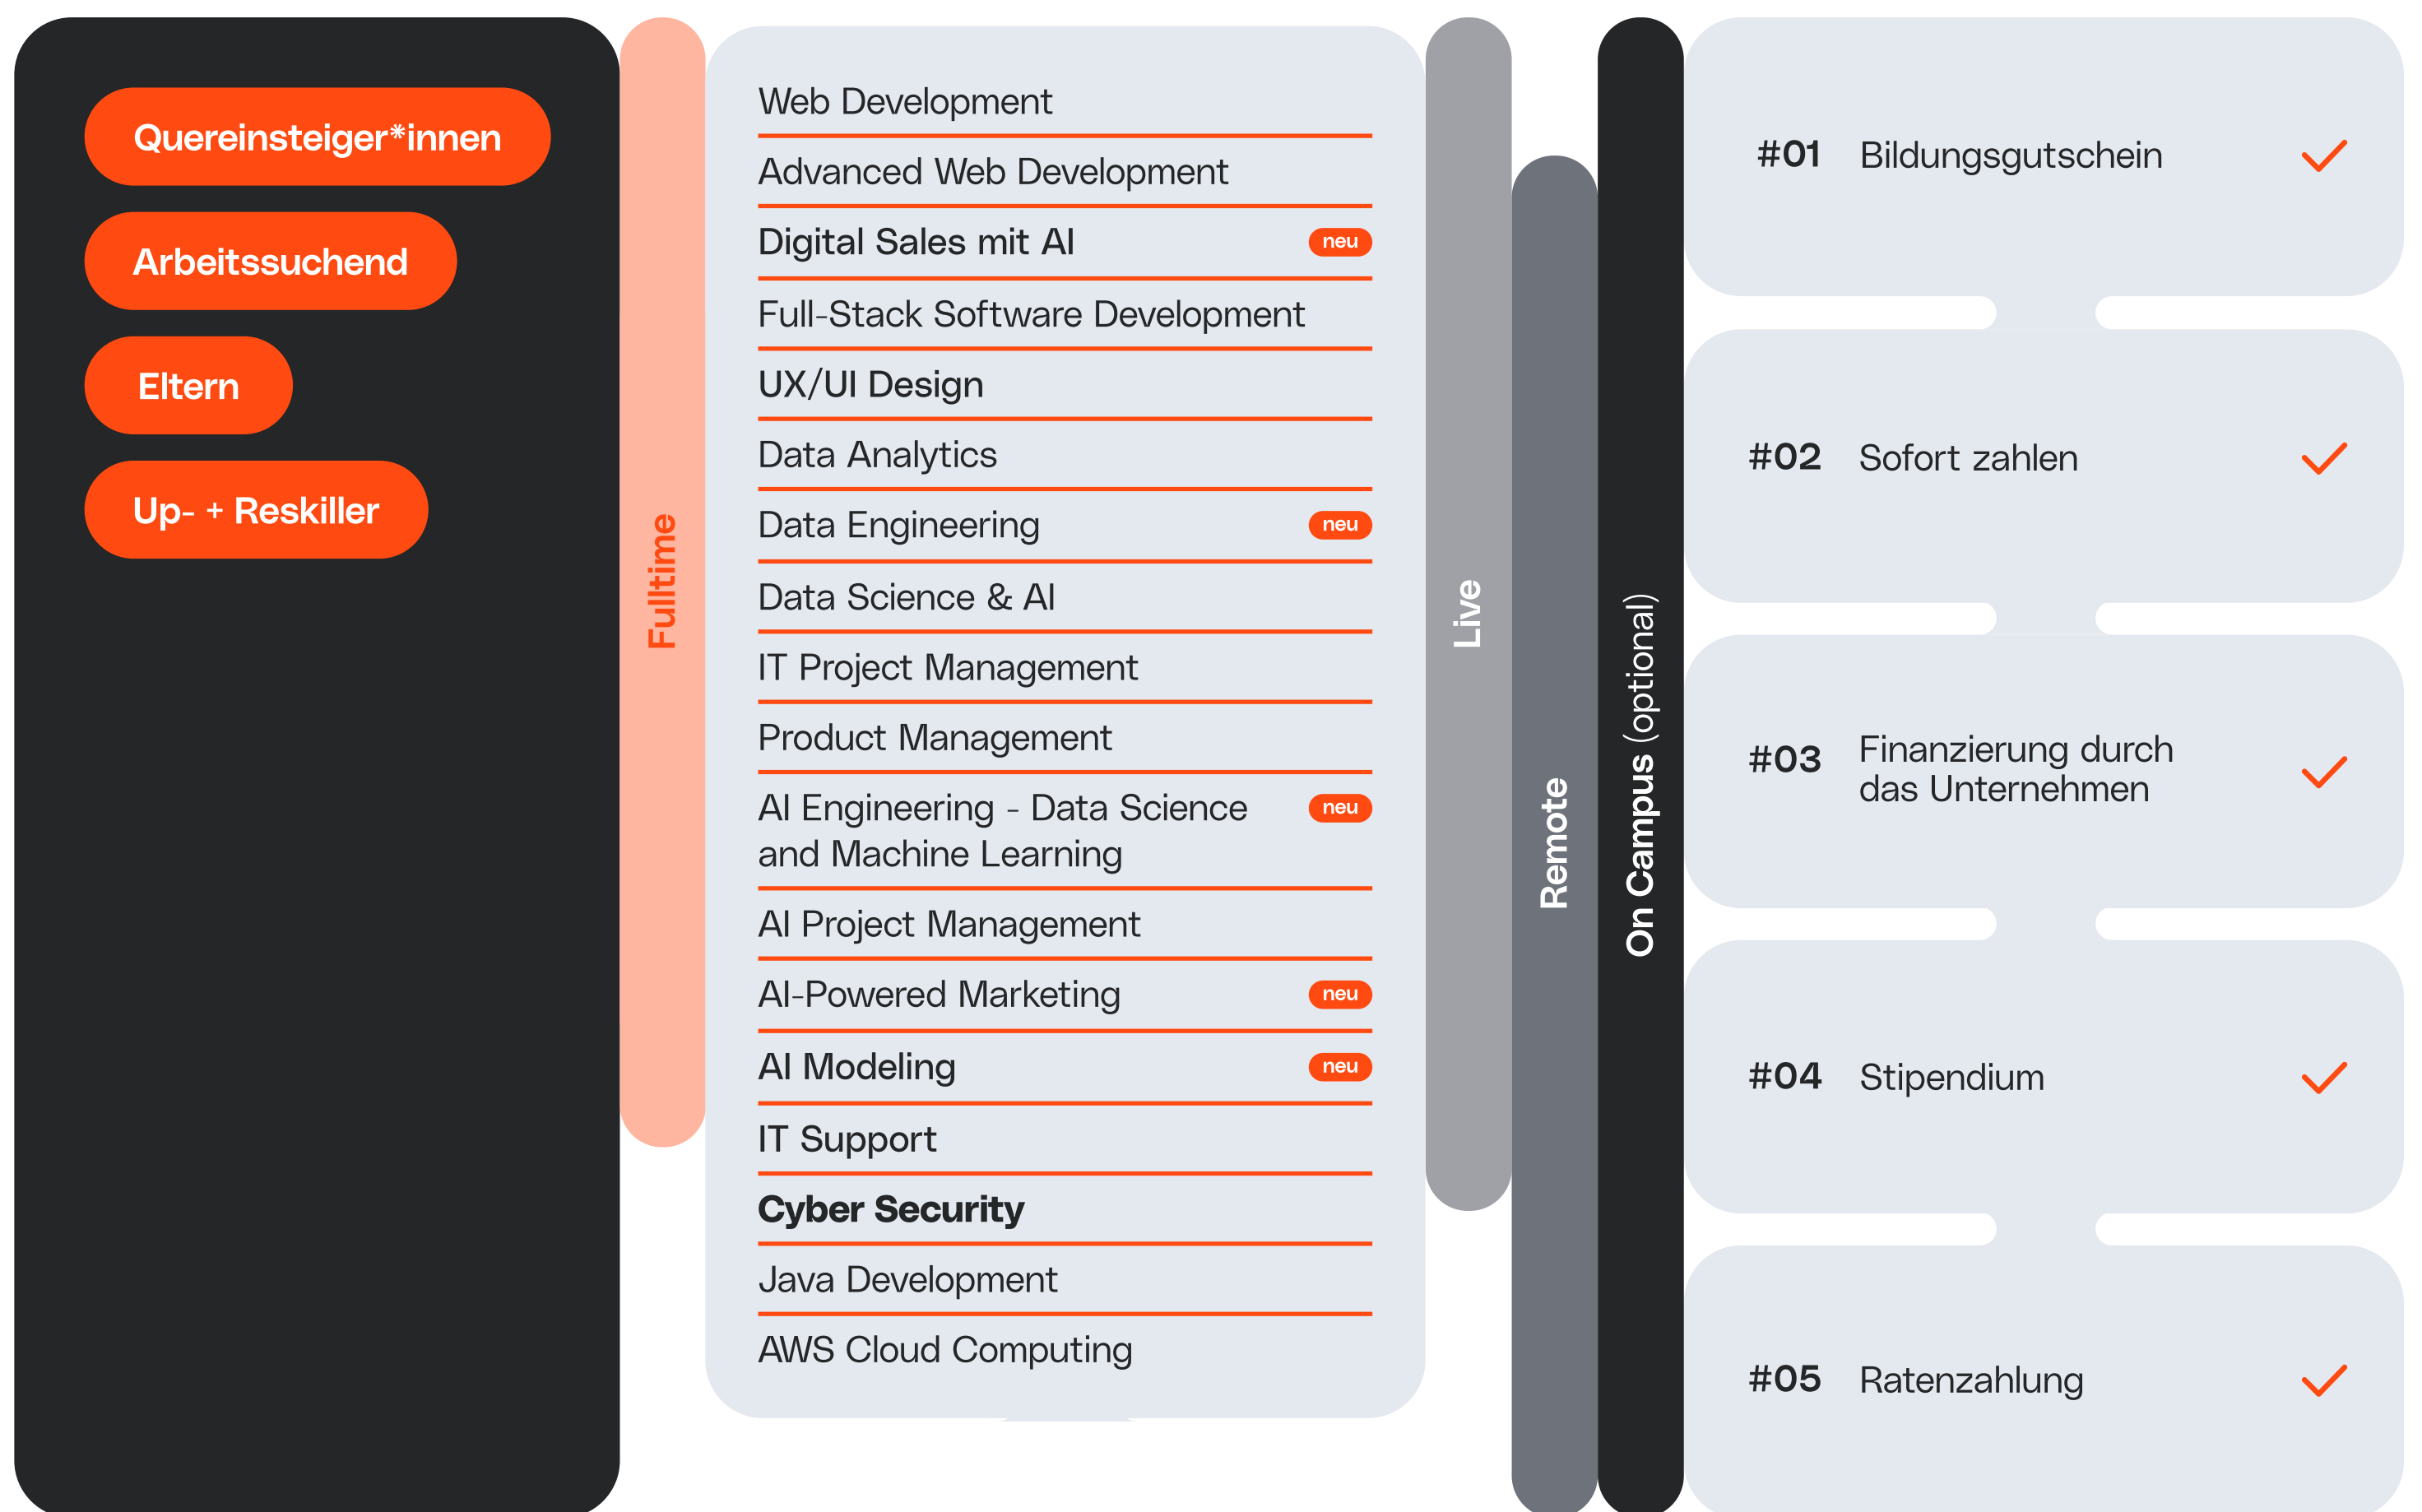 Quereinsteiger*innen
Arbeitssuchend
Eltern
Up- + Reskiller
Fulltime
Web Development
Advanced Web Development
Digital Sales mit AI neu
Full-Stack Software Development
UX/UI Design
Data Analytics
Data Engineering neu
Data Science & AI
IT Project Management
Product Management
AI Engineering - Data Science neu
and Machine Learning
AI Project Management
AI-Powered Marketing neu
AI Modeling neu
IT Support
Cyber Security
Java Development
AWS Cloud Computing
Live
Remote
On Campus (optional)
#01 Bildungsgutschein
#02 Sofort zahlen
#03 Finanzierung durch
das Unternehmen
#04 Stipendium
#05 Ratenzahlung